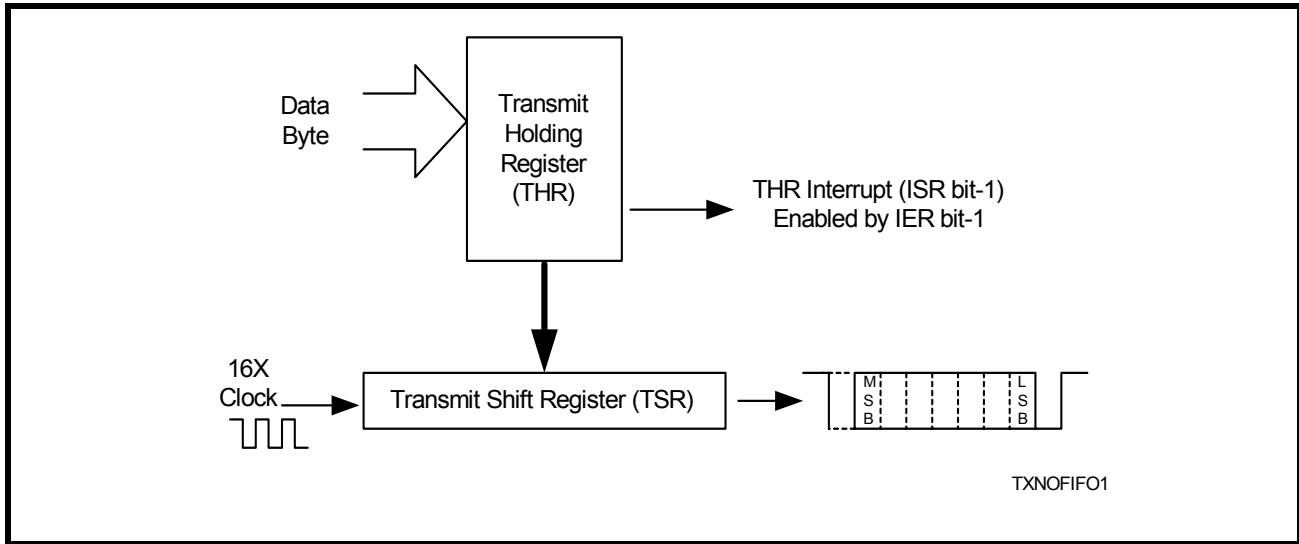 Data
Byte
Transmit
Holding
Register
(THR)
THR Interrupt (ISR bit-1)
Enabled by IER bit-1
16X
Clock
Transmit Shift Register (TSR)
M
S
B
L
S
B
TXNOFIFO1